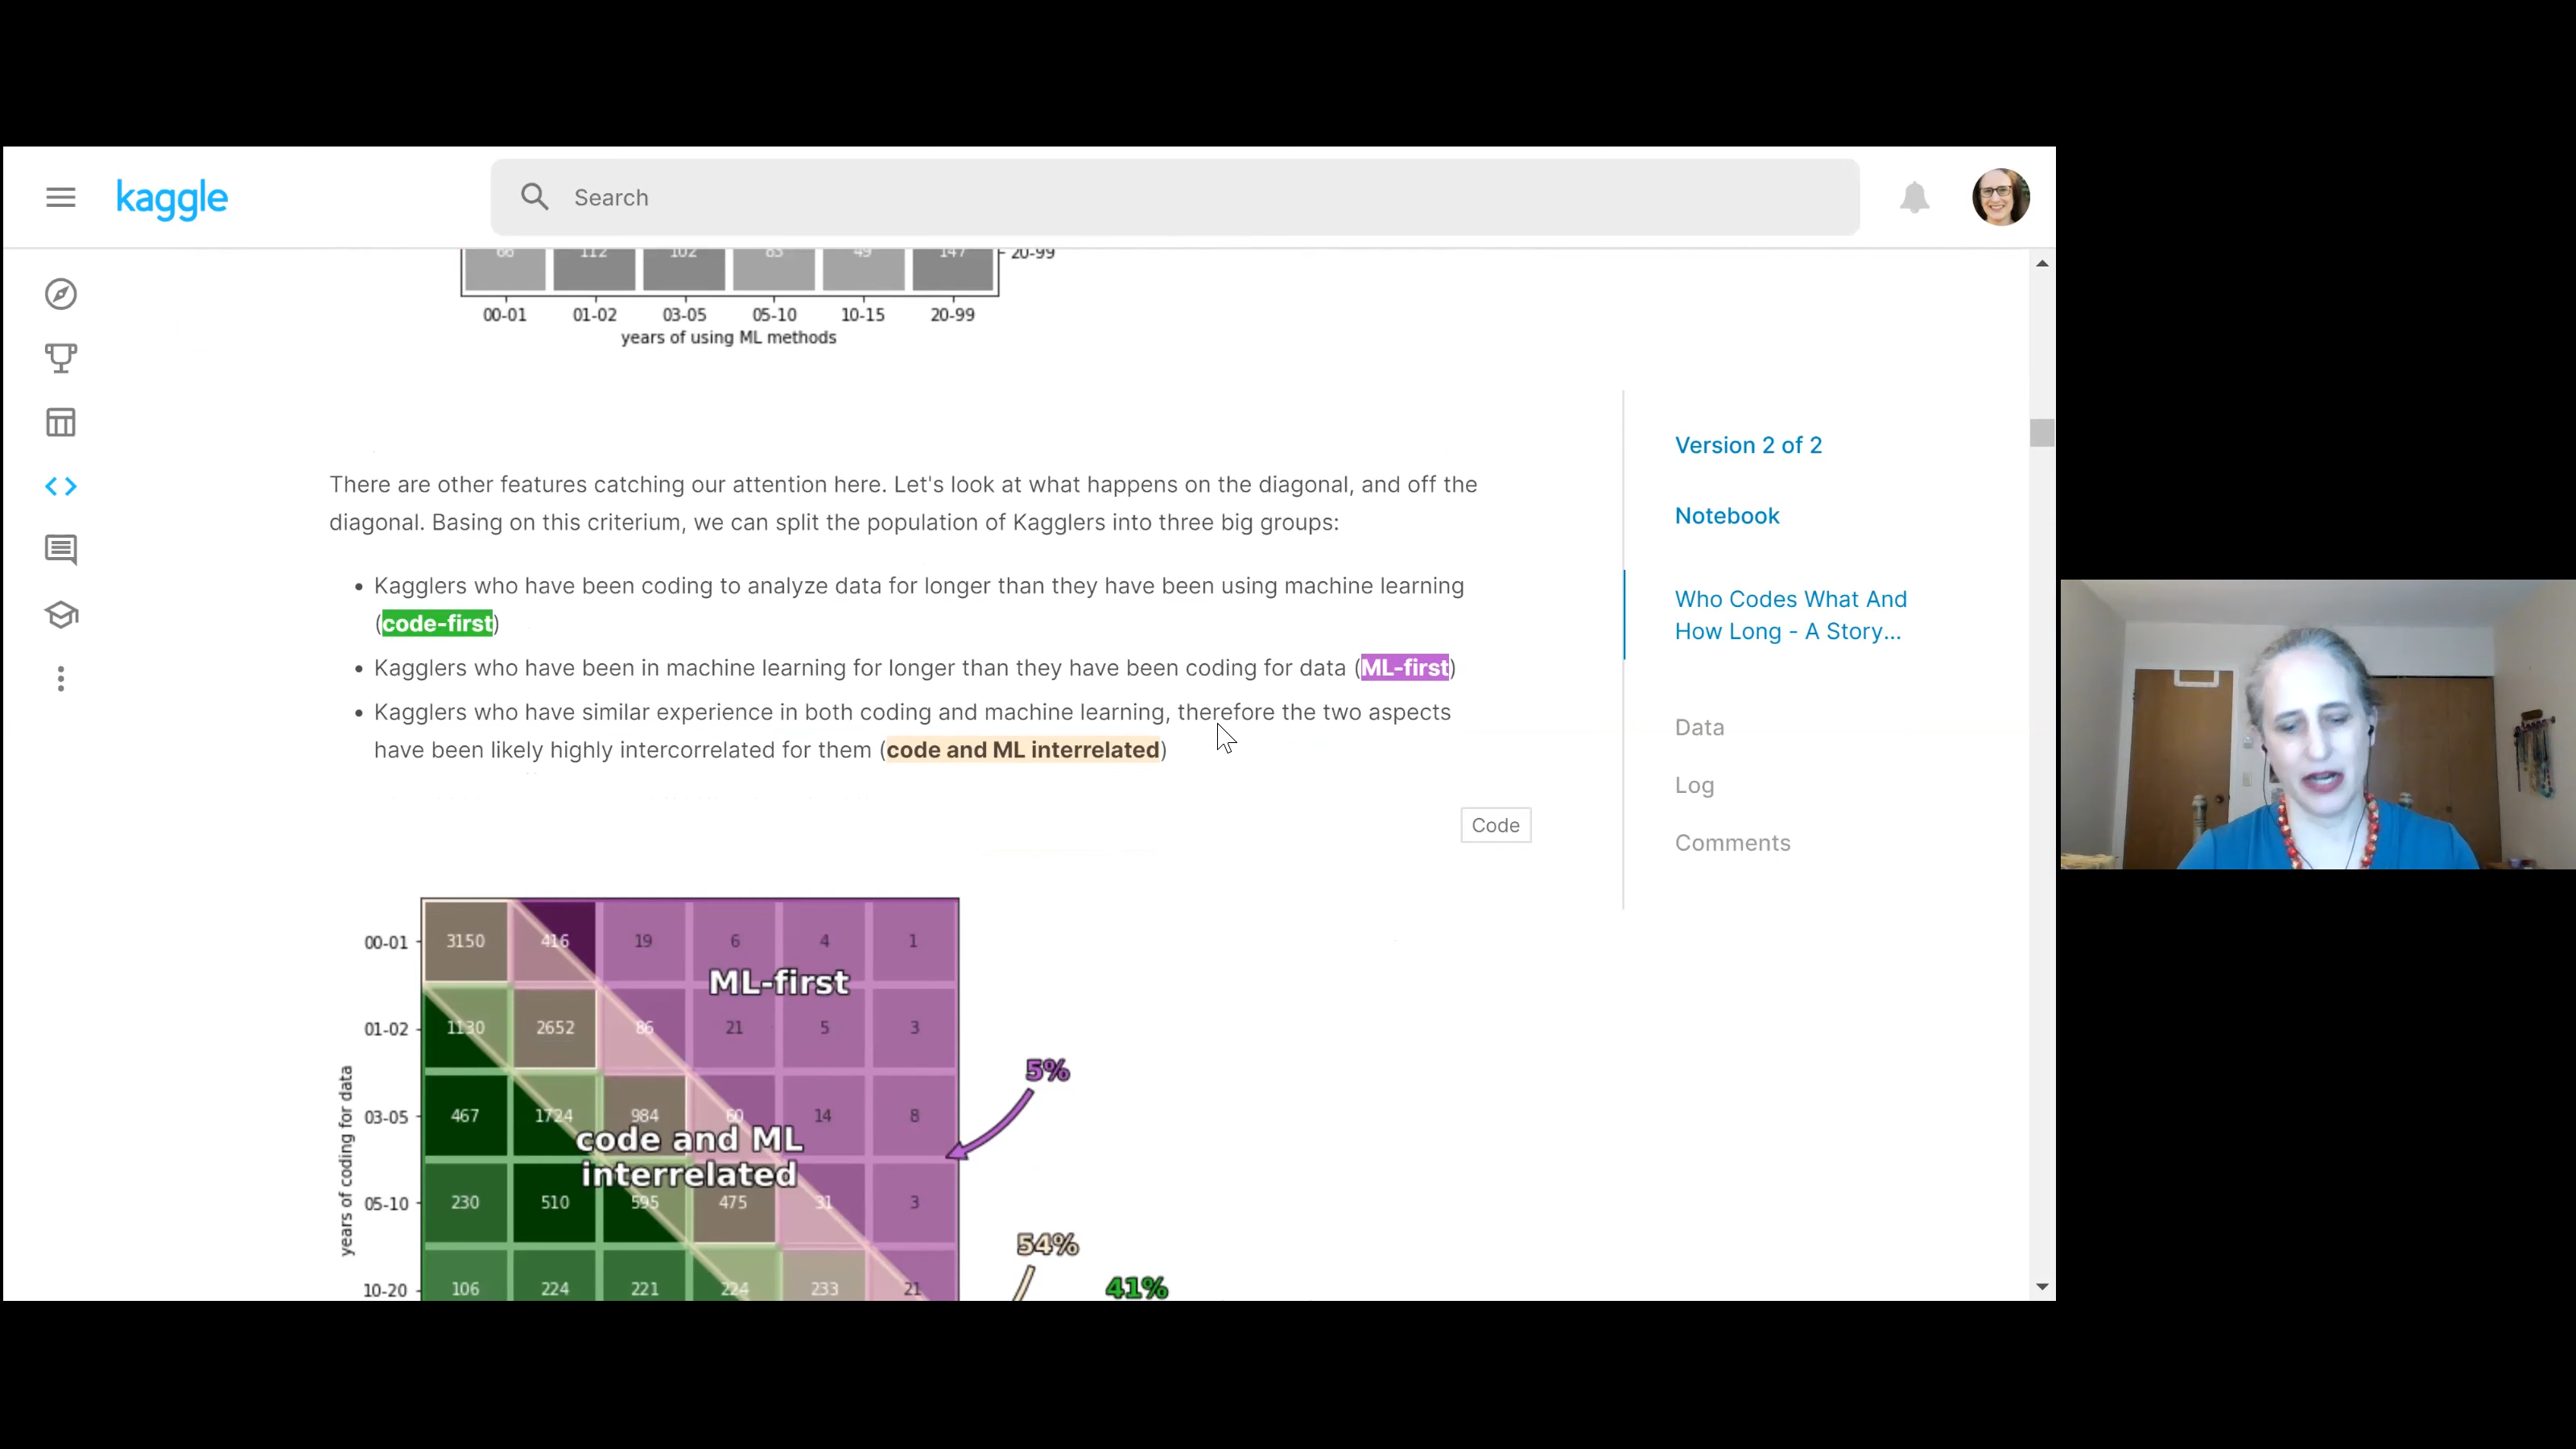 kaggle
Search
66 112 102 83 49 147 20-99
00-01 01-02 03-05 05-10 10-15 20-99
years of using ML methods
There are other features catching our attention here. Let's look at what happens on the diagonal, and off the
diagonal. Basing on this criterium, we can split the population of Kagglers into three big groups:
• Kagglers who have been coding to analyze data for longer than they have been using machine learning
(code-first)
• Kagglers who have been in machine learning for longer than they have been coding for data (ML-first)
• Kagglers who have similar experience in both coding and machine learning, therefore the two aspects
have been likely highly intercorrelated for them (code and ML interrelated)
Code
Version 2 of 2
Notebook
Who Codes What And
How Long - A Story...
Data
Log
Comments
00-01 3150 416 19 6 4 1
ML-first
01-02 1130 2652 86 21 5 3
5%
years of coding for data
03-05 467 1724 984 60 14 8
code and ML
interrelated
05-10 230 510 595 475 31 3
54%
10-20 106 224 221 224 233 21
41%